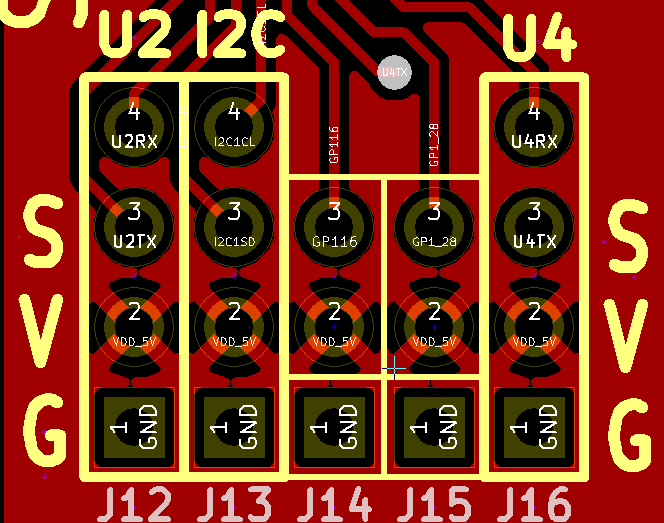 U2 I2C U4
U4TX
4 4 4
U2RX I2C1CL GP116 GP1_28 U4RX
3 3 3 3 3
U2TX I2C1SD GP116 GP1_28 U4TX
S S
2 2 2 2 2
VDD_5V VDD_5V VDD_5V VDD_5V VDD_5V
V V
1 GND 1 GND 1 GND 1 GND 1 GND
G G
J12 J13 J14 J15 J16